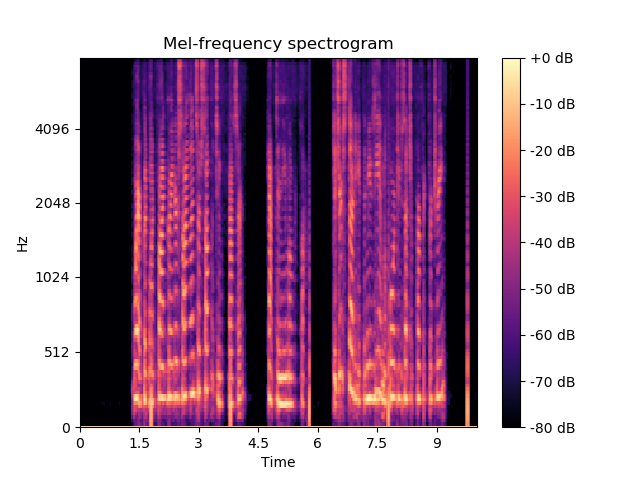 Mel-frequency spectrogram
+0 dB
4096
-10 dB
-20 dB
2048
-30 dB
Hz
-40 dB
1024
-50 dB
512
-60 dB
-70 dB
0
-80 dB
0 1.5 3 4.5 6 7.5 9
Time